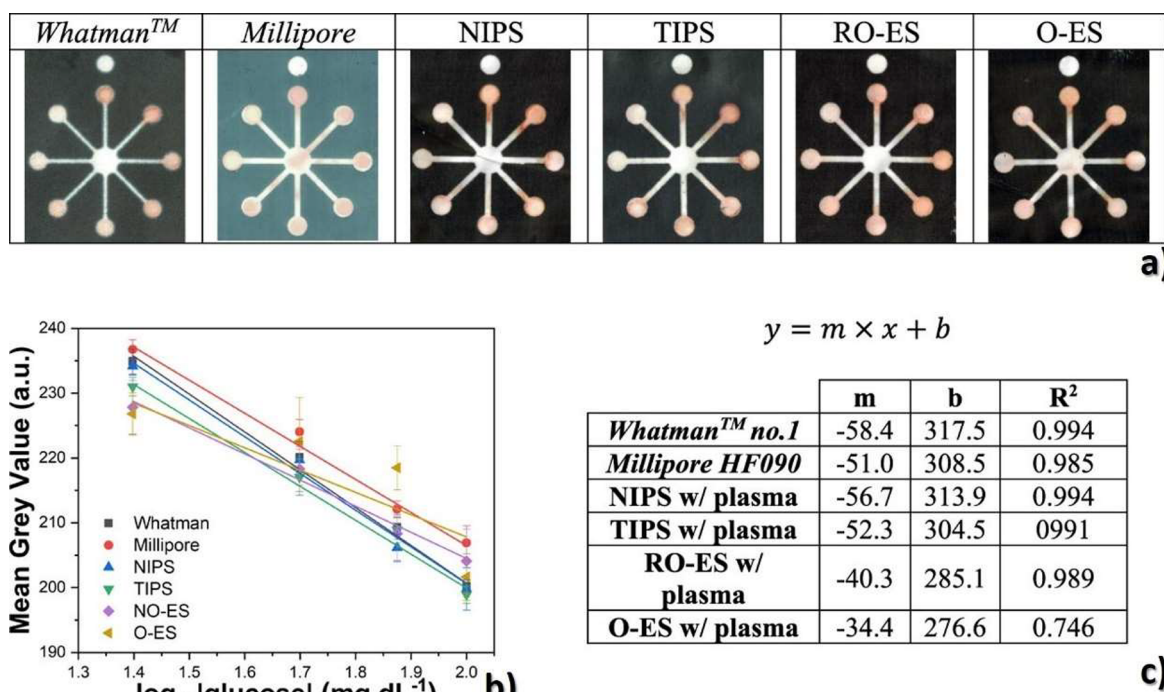 Whatman™ Millipore NIPS TIPS RO-ES O-ES
a)
y = m × x + b
240
230
220
210
200
190
Mean Grey Value (a.u.)
Whatman
Millipore
NIPS
TIPS
NO-ES
O-ES
1.3 1.4 1.5 1.6 1.7 1.8 1.9 2.0
|glucose| (mg dL⁻¹)
b)
m b R²
Whatman™ no.1 -58.4 317.5 0.994
Millipore HF090 -51.0 308.5 0.985
NIPS w/ plasma -56.7 313.9 0.994
TIPS w/ plasma -52.3 304.5 0991
RO-ES w/
plasma -40.3 285.1 0.989
O-ES w/ plasma -34.4 276.6 0.746
c)